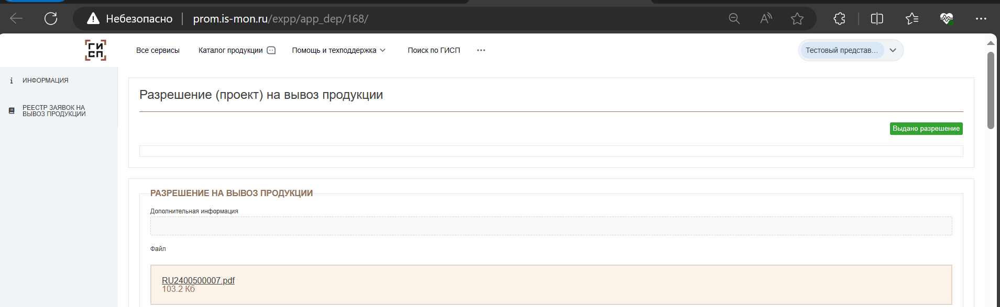 Небезопасно prom.is-mon.ru/expp/app_dep/168/
ГИСП
Все сервисы Каталог продукции Помощь и техподдержка Поиск по ГИСП Тестовый представ...
ИНФОРМАЦИЯ
РЕЕСТР ЗАЯВОК НА
ВЫВОЗ ПРОДУКЦИИ
Разрешение (проект) на вывоз продукции
Выдано разрешение
РАЗРЕШЕНИЕ НА ВЫВОЗ ПРОДУКЦИИ
Дополнительная информация
Файл
RU2400500007.pdf
103.2 Кб